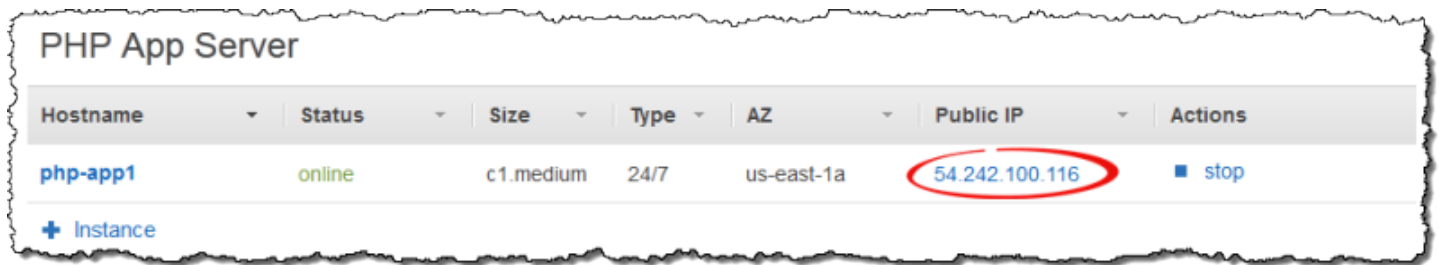 PHP App Server
Hostname Status Size Type AZ Public IP Actions
php-app1 online c1.medium 24/7 us-east-1a 54.242.100.116 stop
Instance